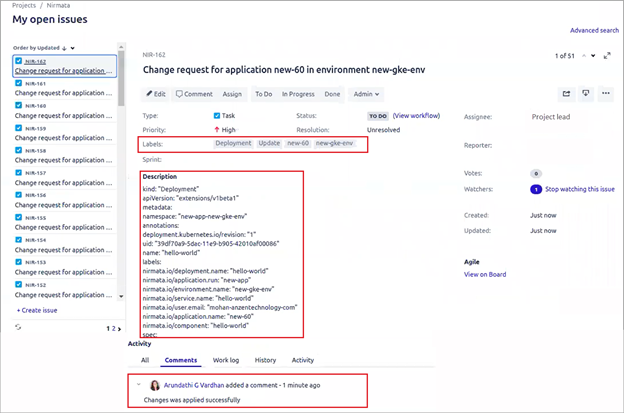 Projects / Nirmata
My open issues
Advanced search
Order by Updated
NIR-162
Change request for application ...
NIR-161
Change request for application ...
NIR-160
Change request for application ...
NIR-159
Change request for application ...
NIR-158
Change request for application ...
NIR-157
Change request for application ...
NIR-156
Change request for application ...
NIR-155
Change request for application ...
NIR-154
Change request for application ...
NIR-153
Change request for application ...
NIR-152
Change request for application ...
+ Create issue
1 2
NIR-162
1 of 51
Change request for application new-60 in environment new-gke-env
Edit Comment Assign To Do In Progress Done Admin
Type: Task Status: TO DO (View workflow)
Priority: High Resolution: Unresolved
Labels: Deployment Update new-60 new-gke-env
Sprint:
Assignee: Project lead
Reporter:
Votes: 0
Watchers: 1 Stop watching this issue
Created: Just now
Updated: Just now
Agile
View on Board
Description
kind: "Deployment"
apiVersion: "extensions/v1beta1"
metadata:
namespace: "new-app-new-gke-env"
annotations:
deployment.kubernetes.io/revision: "1"
uid: "39df70a9-5dac-11e9-b905-42010af00086"
name: "hello-world"
labels:
nirmata.io/deployment.name: "hello-world"
nirmata.io/application.run: "new-app"
nirmata.io/environment.name: "new-gke-env"
nirmata.io/service.name: "hello-world"
nirmata.io/user.email: "mohan-anzentechnology-com"
nirmata.io/application.name: "new-60"
nirmata.io/component: "hello-world"
spec:
Activity
All Comments Work log History Activity
Arundathi G Vardhan added a comment - 1 minute ago
Changes was applied successfully